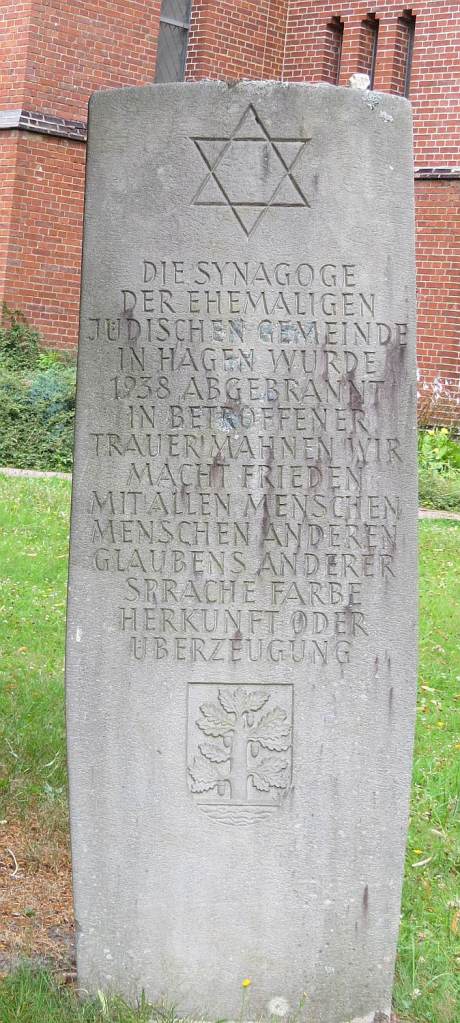 DIE SYNAGOGE
DER EHEMALIGEN
JÜDISCHEN GEMEINDE
IN HAGEN WURDE
1938 ABGEBRANNT
IN BETROFFENER
TRAUER MAHNEN WIR
MACHT FRIEDEN
MIT ALLEN MENSCHEN
MENSCHEN ANDEREN
GLAUBENS ANDERER
SPRACHE FARBE
HERKUNFT ODER
ÜBERZEUGUNG